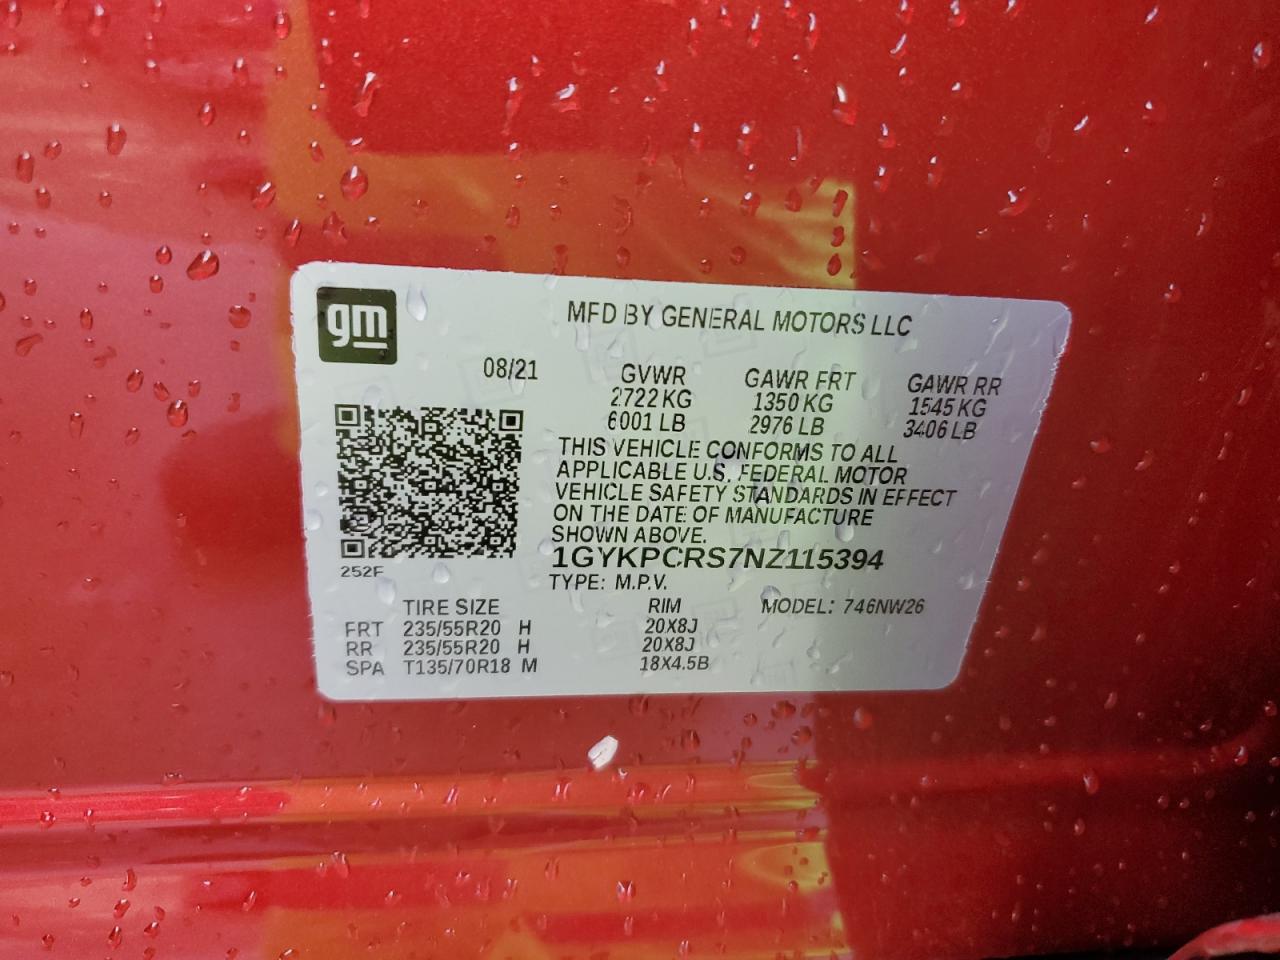 gm
MFD BY GENERAL MOTORS LLC
08/21 GVWR GAWR FRT GAWR RR
2722 KG 1350 KG 1545 KG
6001 LB 2976 LB 3406 LB
THIS VEHICLE CONFORMS TO ALL
APPLICABLE U.S. FEDERAL MOTOR
VEHICLE SAFETY STANDARDS IN EFFECT
ON THE DATE OF MANUFACTURE
SHOWN ABOVE.
1GYKPCRS7NZ115394
252F
TYPE: M.P.V.
TIRE SIZE RIM MODEL: 746NW26
FRT 235/55R20 H 20X8J
RR 235/55R20 H 20X8J
SPA T135/70R18 M 18X4.5B